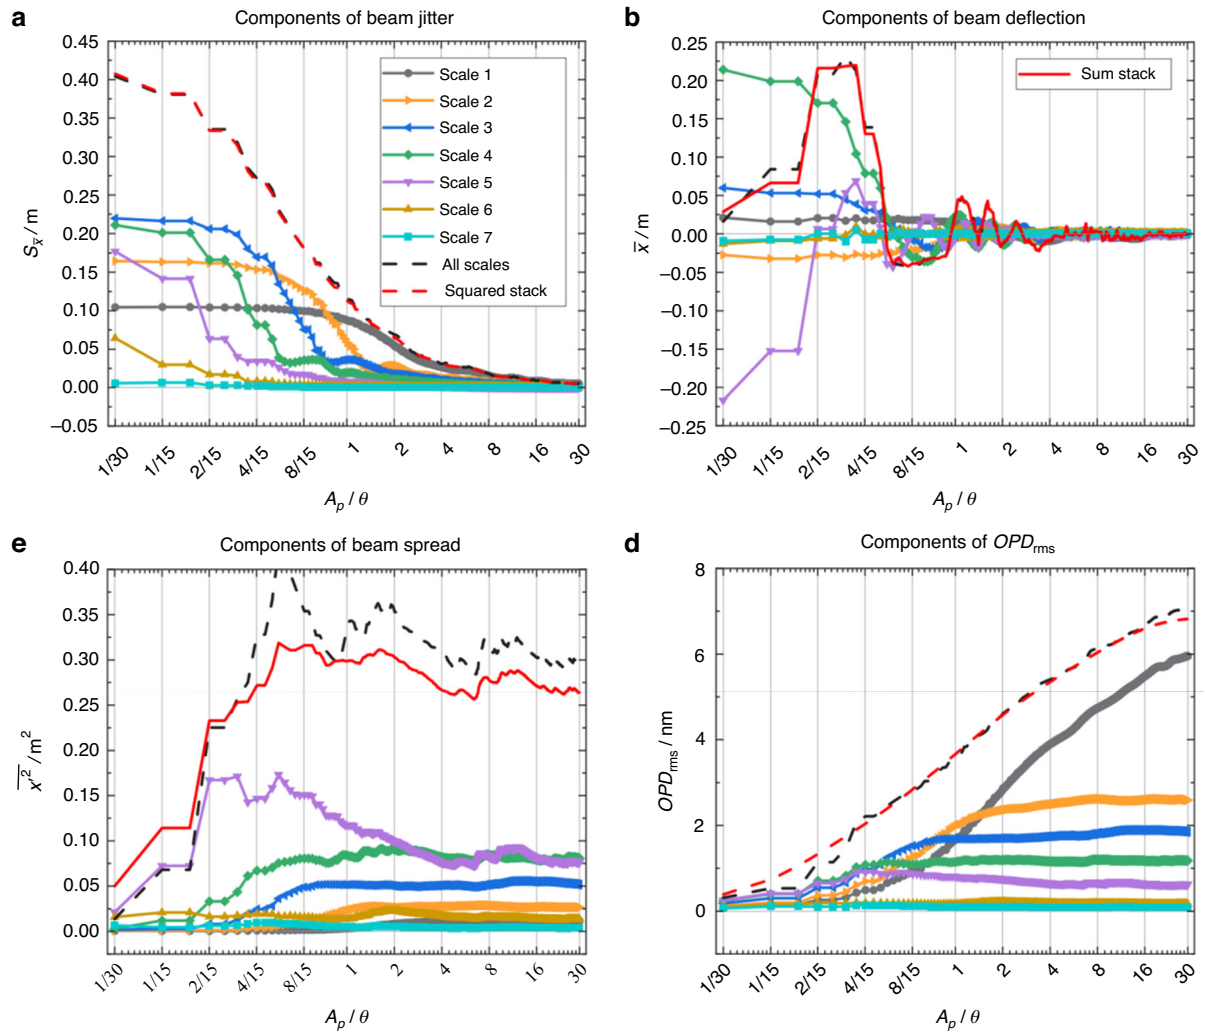 a
Components of beam jitter
0.45
0.40
0.35
0.30
0.25
0.20
0.15
0.10
0.05
0.00
−0.05
S x̅ / m
Scale 1
Scale 2
Scale 3
Scale 4
Scale 5
Scale 6
Scale 7
All scales
Squared stack
1/30 1/15 2/15 4/15 8/15 1 2 4 8 16 30
Ap / θ
b
Components of beam deflection
0.25
0.20
0.15
0.10
0.05
0.00
−0.05
−0.10
−0.15
−0.20
−0.25
x̅ / m
Sum stack
1/30 1/15 2/15 4/15 8/15 1 2 4 8 16 30
Ap / θ
e
Components of beam spread
0.40
0.35
0.30
0.25
0.20
0.15
0.10
0.05
0.00
x′² / m²
1/30 1/15 2/15 4/15 8/15 1 2 4 8 16 30
Ap / θ
d
Components of OPDrms
8
6
4
2
0
OPDrms / nm
1/30 1/15 2/15 4/15 8/15 1 2 4 8 16 30
Ap / θ